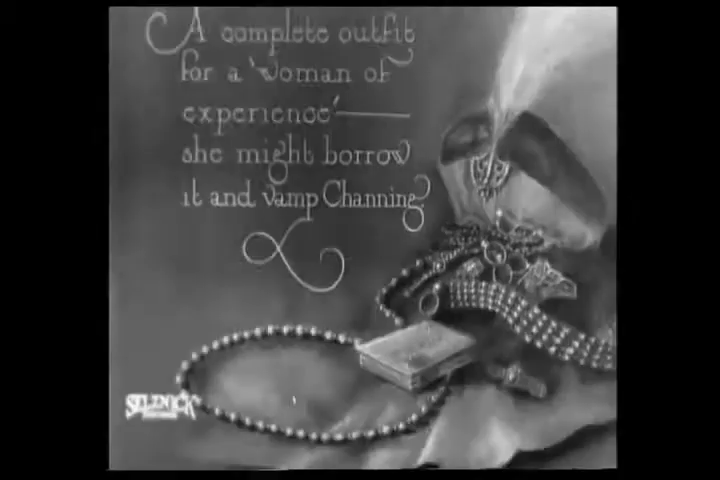 A complete outfit
for a 'woman of
experience'——
she might borrow
it and vamp Channing.
SELZNICK